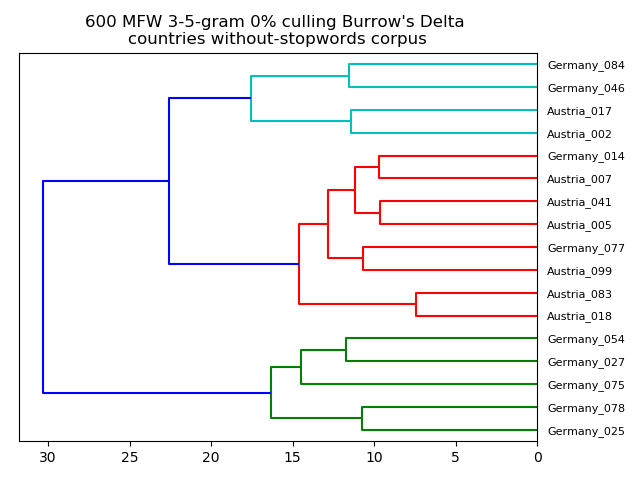 600 MFW 3-5-gram 0% culling Burrow's Delta
countries without-stopwords corpus
Germany_084
Germany_046
Austria_017
Austria_002
Germany_014
Austria_007
Austria_041
Austria_005
Germany_077
Austria_099
Austria_083
Austria_018
Germany_054
Germany_027
Germany_075
Germany_078
Germany_025
30 25 20 15 10 5 0